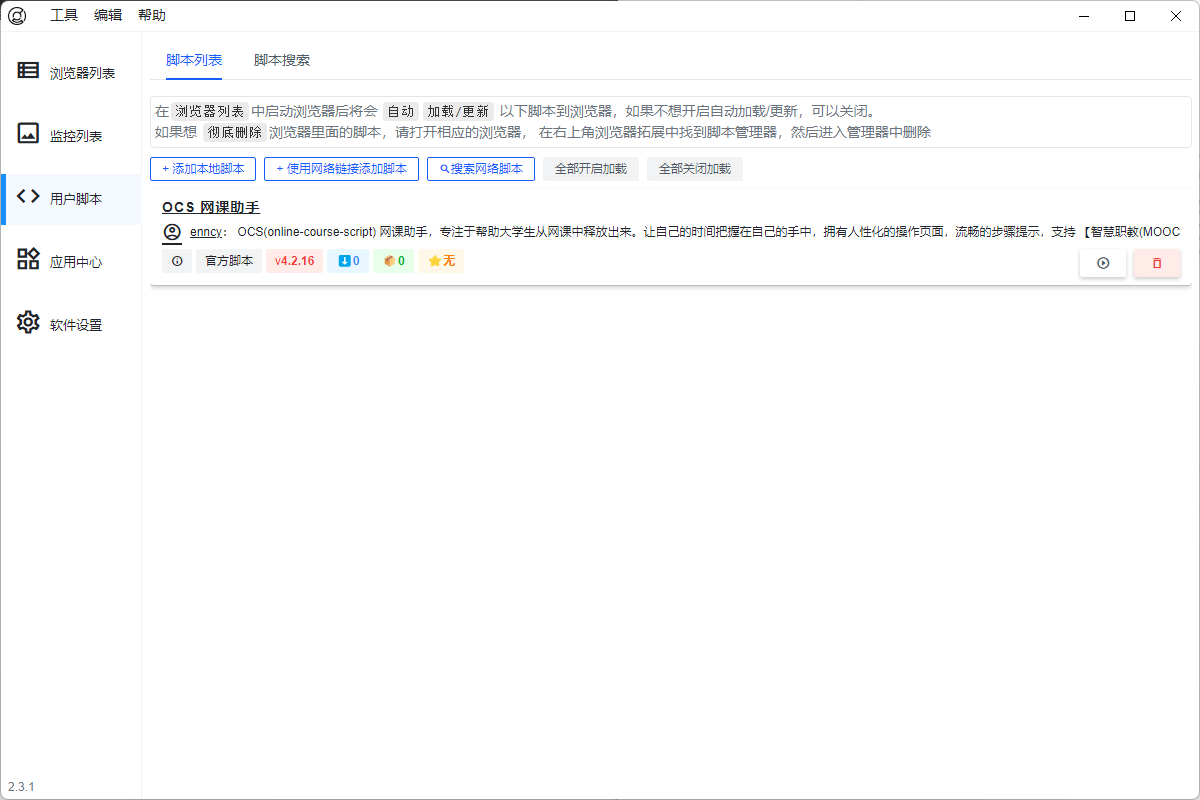 工具 编辑 帮助
浏览器列表
监控列表
用户脚本
应用中心
软件设置
2.3.1
脚本列表 脚本搜索
在 浏览器列表 中启动浏览器后将会 自动 加载/更新 以下脚本到浏览器，如果不想开启自动加载/更新，可以关闭。
如果想 彻底删除 浏览器里面的脚本，请打开相应的浏览器， 在右上角浏览器拓展中找到脚本管理器，然后进入管理器中删除
+ 添加本地脚本 + 使用网络链接添加脚本 搜索网络脚本 全部开启加载 全部关闭加载
OCS 网课助手
enncy： OCS(online-course-script) 网课助手，专注于帮助大学生从网课中释放出来。让自己的时间把握在自己的手中，拥有人性化的操作页面，流畅的步骤提示，支持 【智慧职教(MOOC
官方脚本 v4.2.16 0 0 无